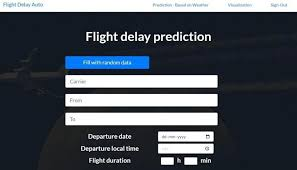 Flight Delay Auto
Prediction - Based on Weather
Visualization
Sign Out
Flight delay prediction
Fill with random data
Carrier
From
To
Departure date dd-mm-yyyy
Departure local time --:--
Flight duration h min